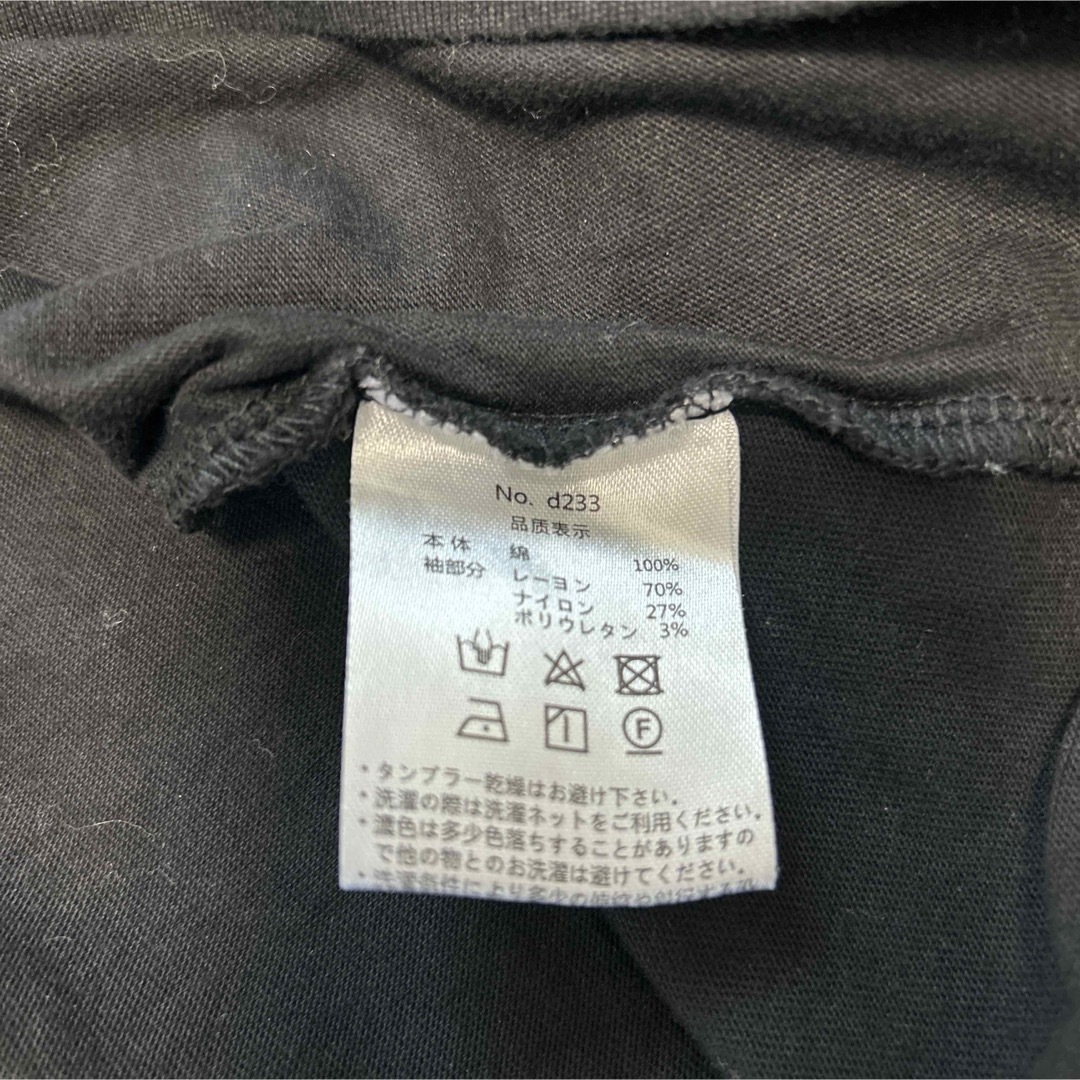 No. d233
品质表示
本体 綿 100%
袖部分 レーヨン 70%
ナイロン 27%
ポリウレタン 3%
F
・タンブラー乾燥はお避け下さい。
・洗濯の際は洗濯ネットをご利用ください。
・濃色は多少色落ちすることがありますの
で他の物とのお洗濯は避けてください。